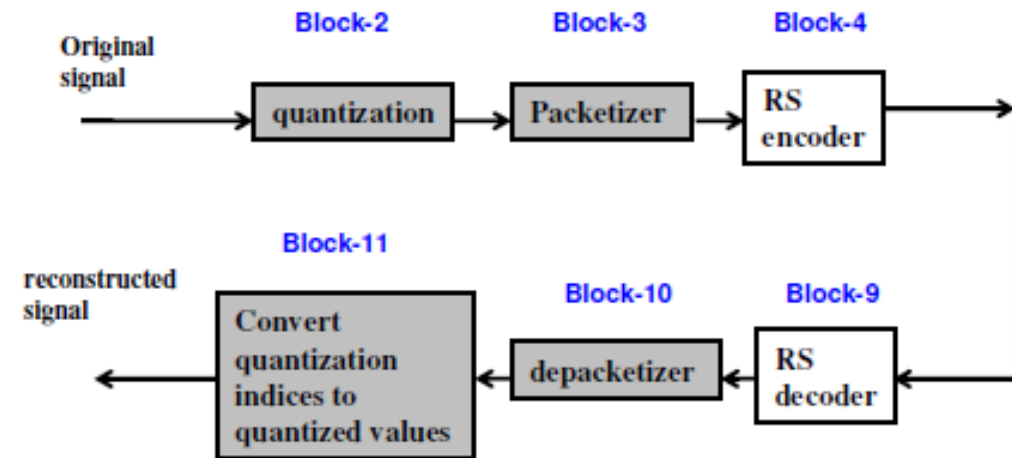 Block-2
Block-3
Block-4
Original
signal
quantization
Packetizer
RS
encoder
Block-11
reconstructed
signal
Block-10
Block-9
Convert
quantization
indices to
quantized values
depacketizer
RS
decoder